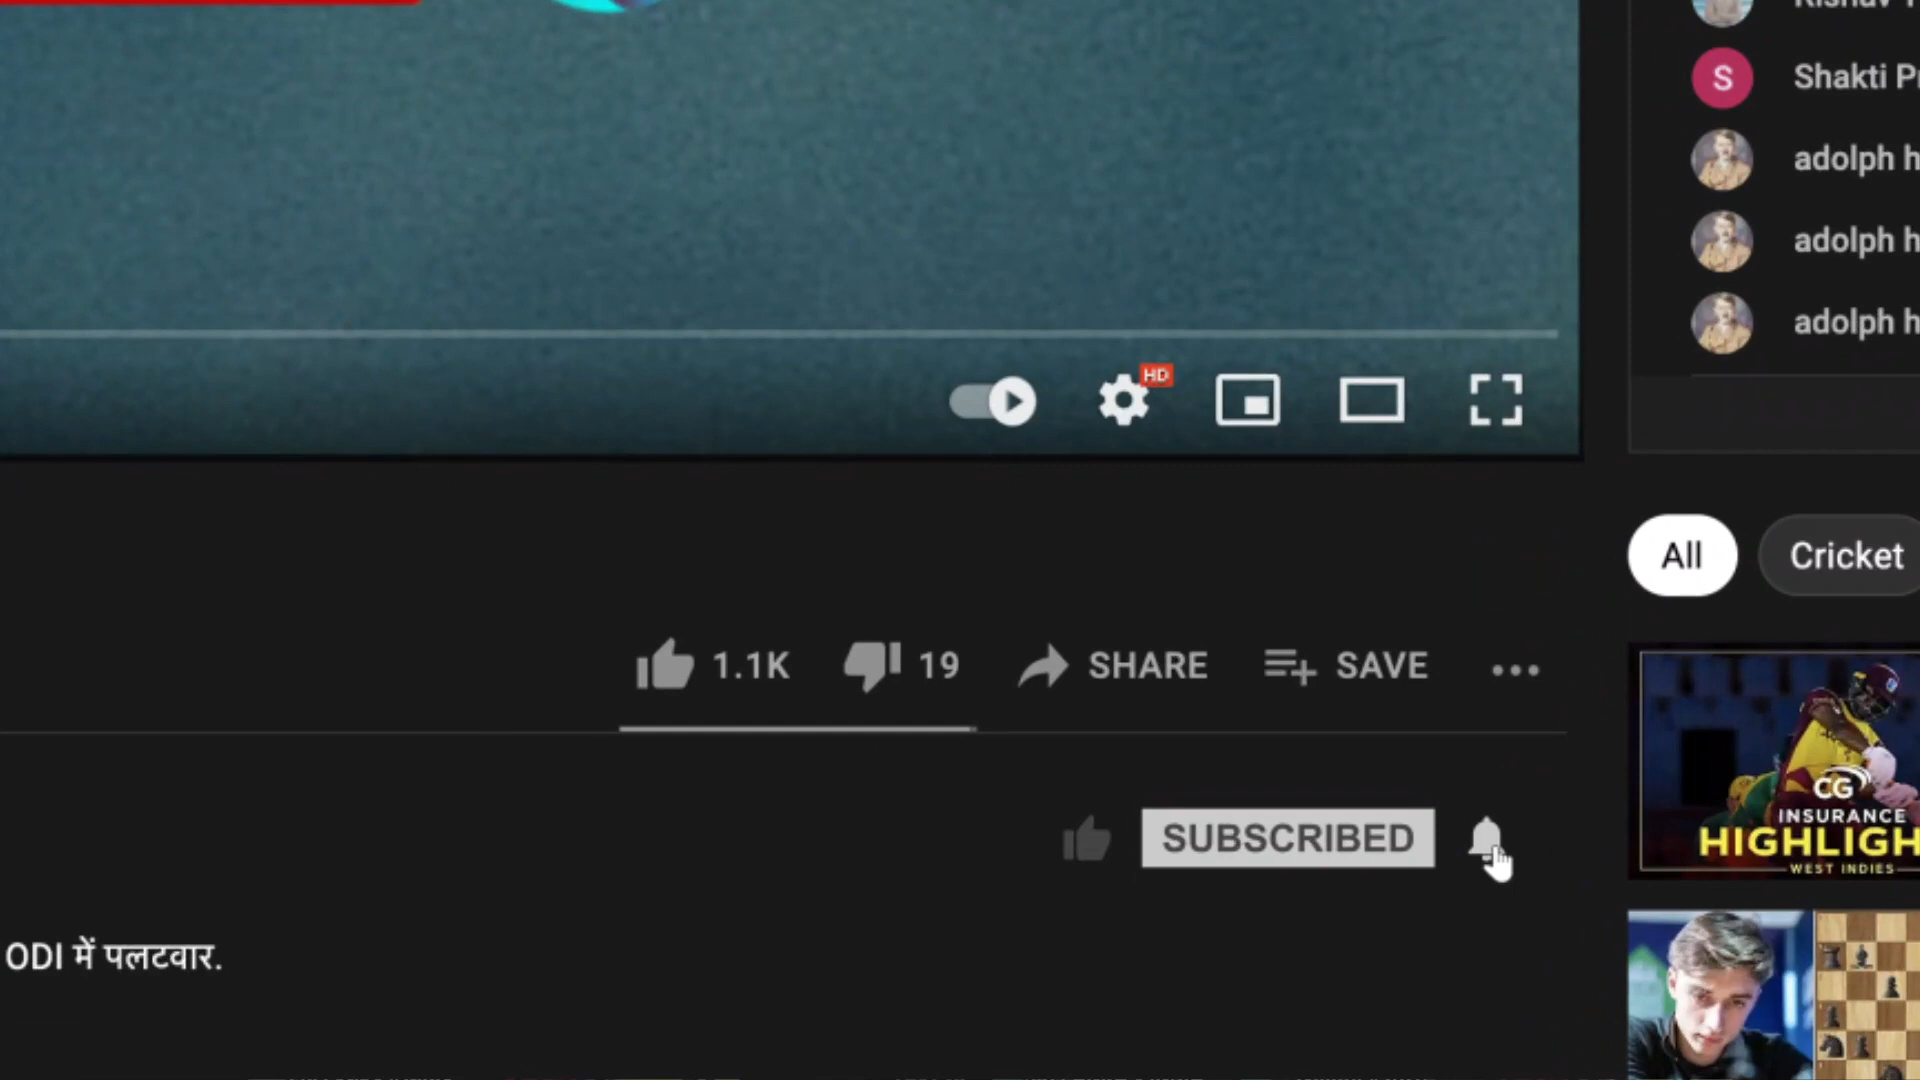 Shakti
adolph
adolph
adolph
HD
All
Cricket
1.1K
19
SHARE
SAVE
CG
INSURANCE
WEST INDIES
SUBSCRIBED
ODI में पलटवार.